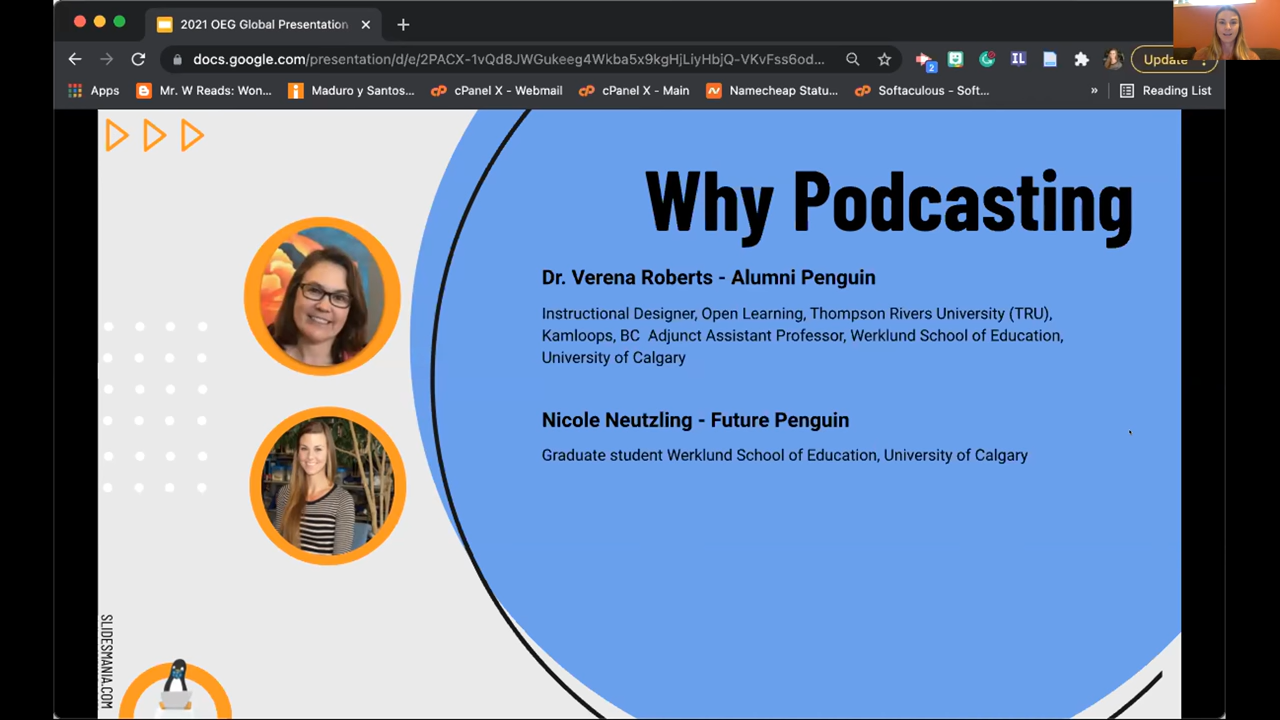 2021 OEG Global Presentation
docs.google.com/presentation/d/e/2PACX-1vQd8JWGukeeg4Wkba5x9kgHjLiyHbjQ-VKvFss6od...
2
Update
Apps
Mr. W Reads: Won...
Maduro y Santos...
cPanel X - Webmail
cPanel X - Main
Namecheap Statu...
Softaculous - Soft...
»
Reading List
Why Podcasting
Dr. Verena Roberts - Alumni Penguin
Instructional Designer, Open Learning, Thompson Rivers University (TRU),
Kamloops, BC Adjunct Assistant Professor, Werklund School of Education,
University of Calgary
Nicole Neutzling - Future Penguin
Graduate student Werklund School of Education, University of Calgary
SLIDESMANIA.COM